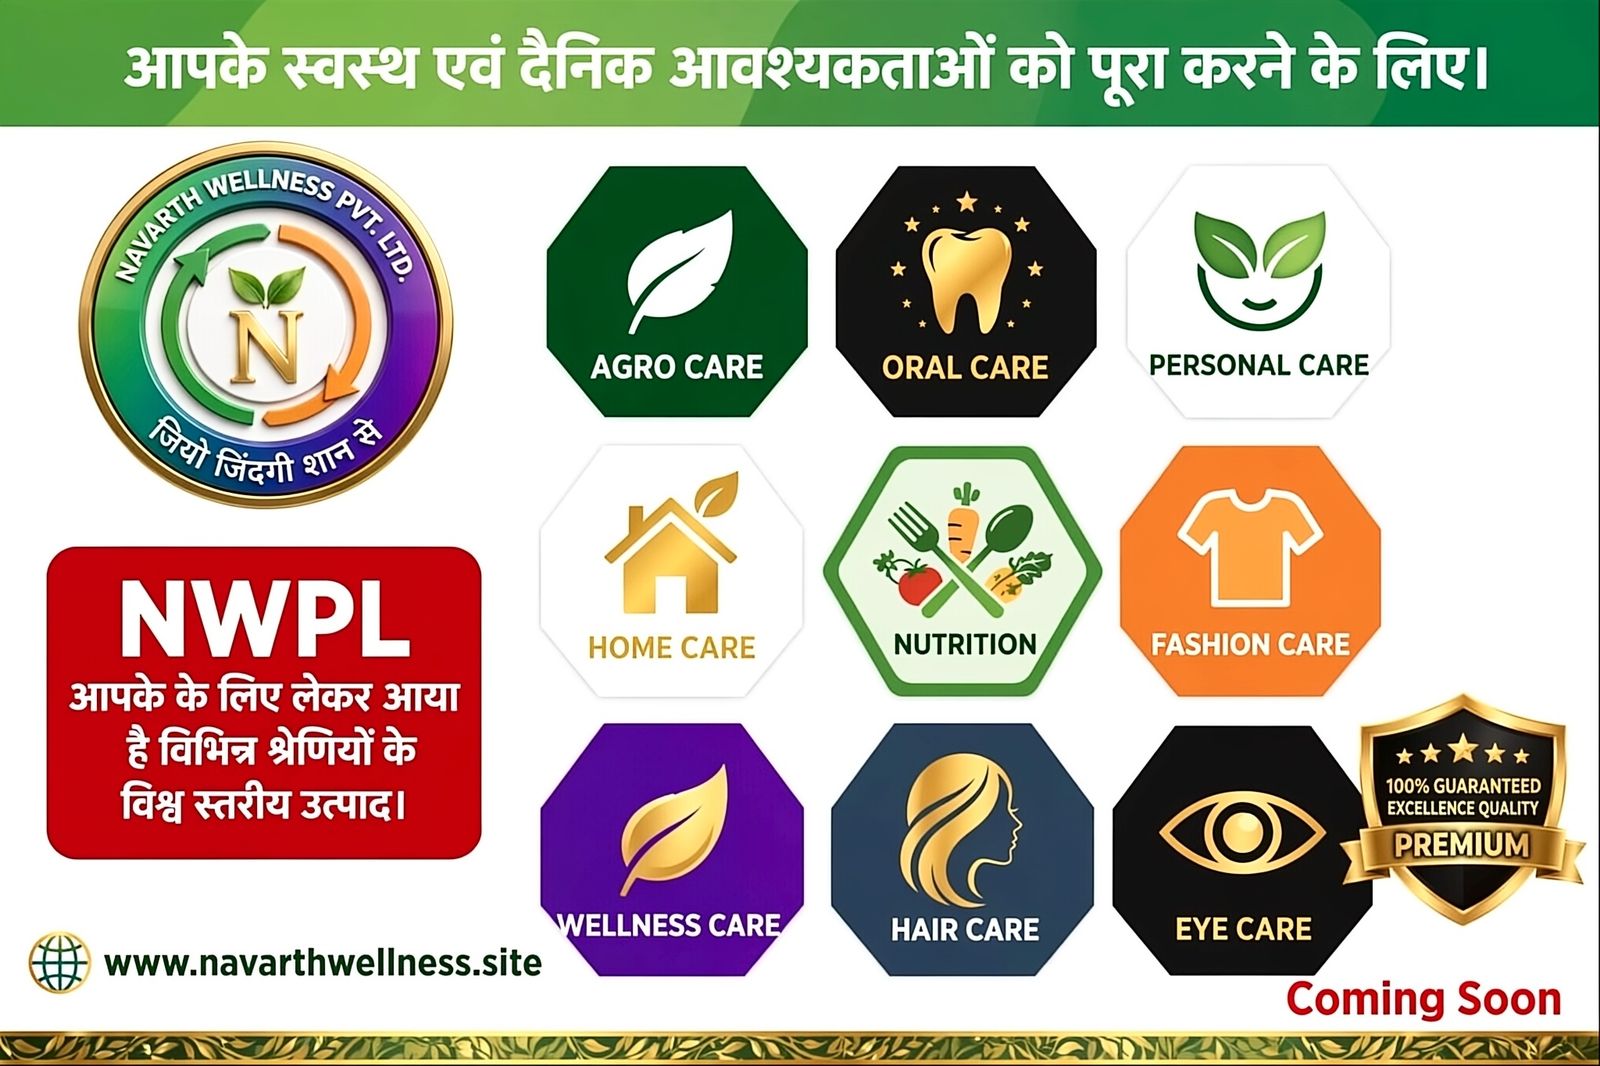 आपके स्वस्थ एवं दैनिक आवश्यकताओं को पूरा करने के लिए।
NAVARTH WELLNESS PVT. LTD.
N
जियो जिंदगी शान से
NWPL
आपके के लिए लेकर आया
है विभिन्न श्रेणियों के
विश्व स्तरीय उत्पाद।
www.navarthwellness.site
AGRO CARE
ORAL CARE
PERSONAL CARE
HOME CARE
NUTRITION
FASHION CARE
WELLNESS CARE
HAIR CARE
EYE CARE
100% GUARANTEED
EXCELLENCE QUALITY
PREMIUM
Coming Soon